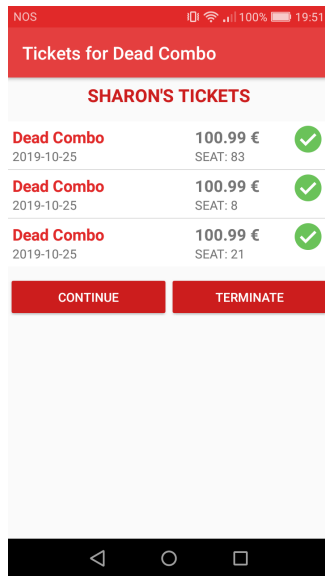 NOS 100% 19:51
Tickets for Dead Combo
SHARON'S TICKETS
Dead Combo 100.99 €
2019-10-25 SEAT: 83
Dead Combo 100.99 €
2019-10-25 SEAT: 8
Dead Combo 100.99 €
2019-10-25 SEAT: 21
CONTINUE TERMINATE